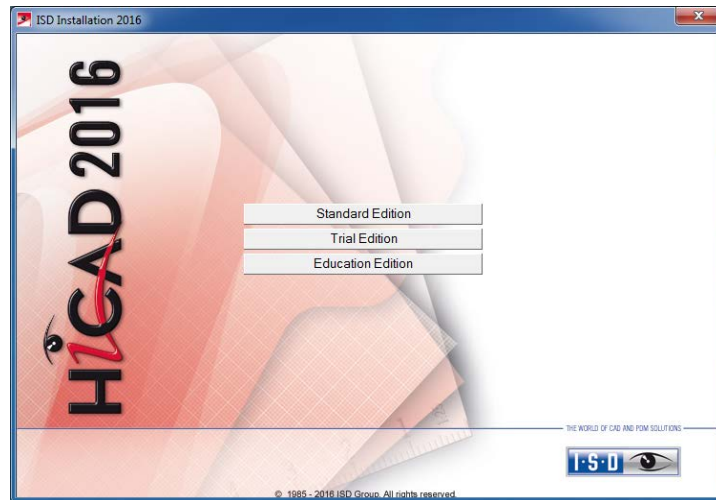 ISD Installation 2016
HiCAD 2016
Standard Edition
Trial Edition
Education Edition
THE WORLD OF CAD AND PDM SOLUTIONS
I·S·D
© 1985 - 2016 ISD Group. All rights reserved.